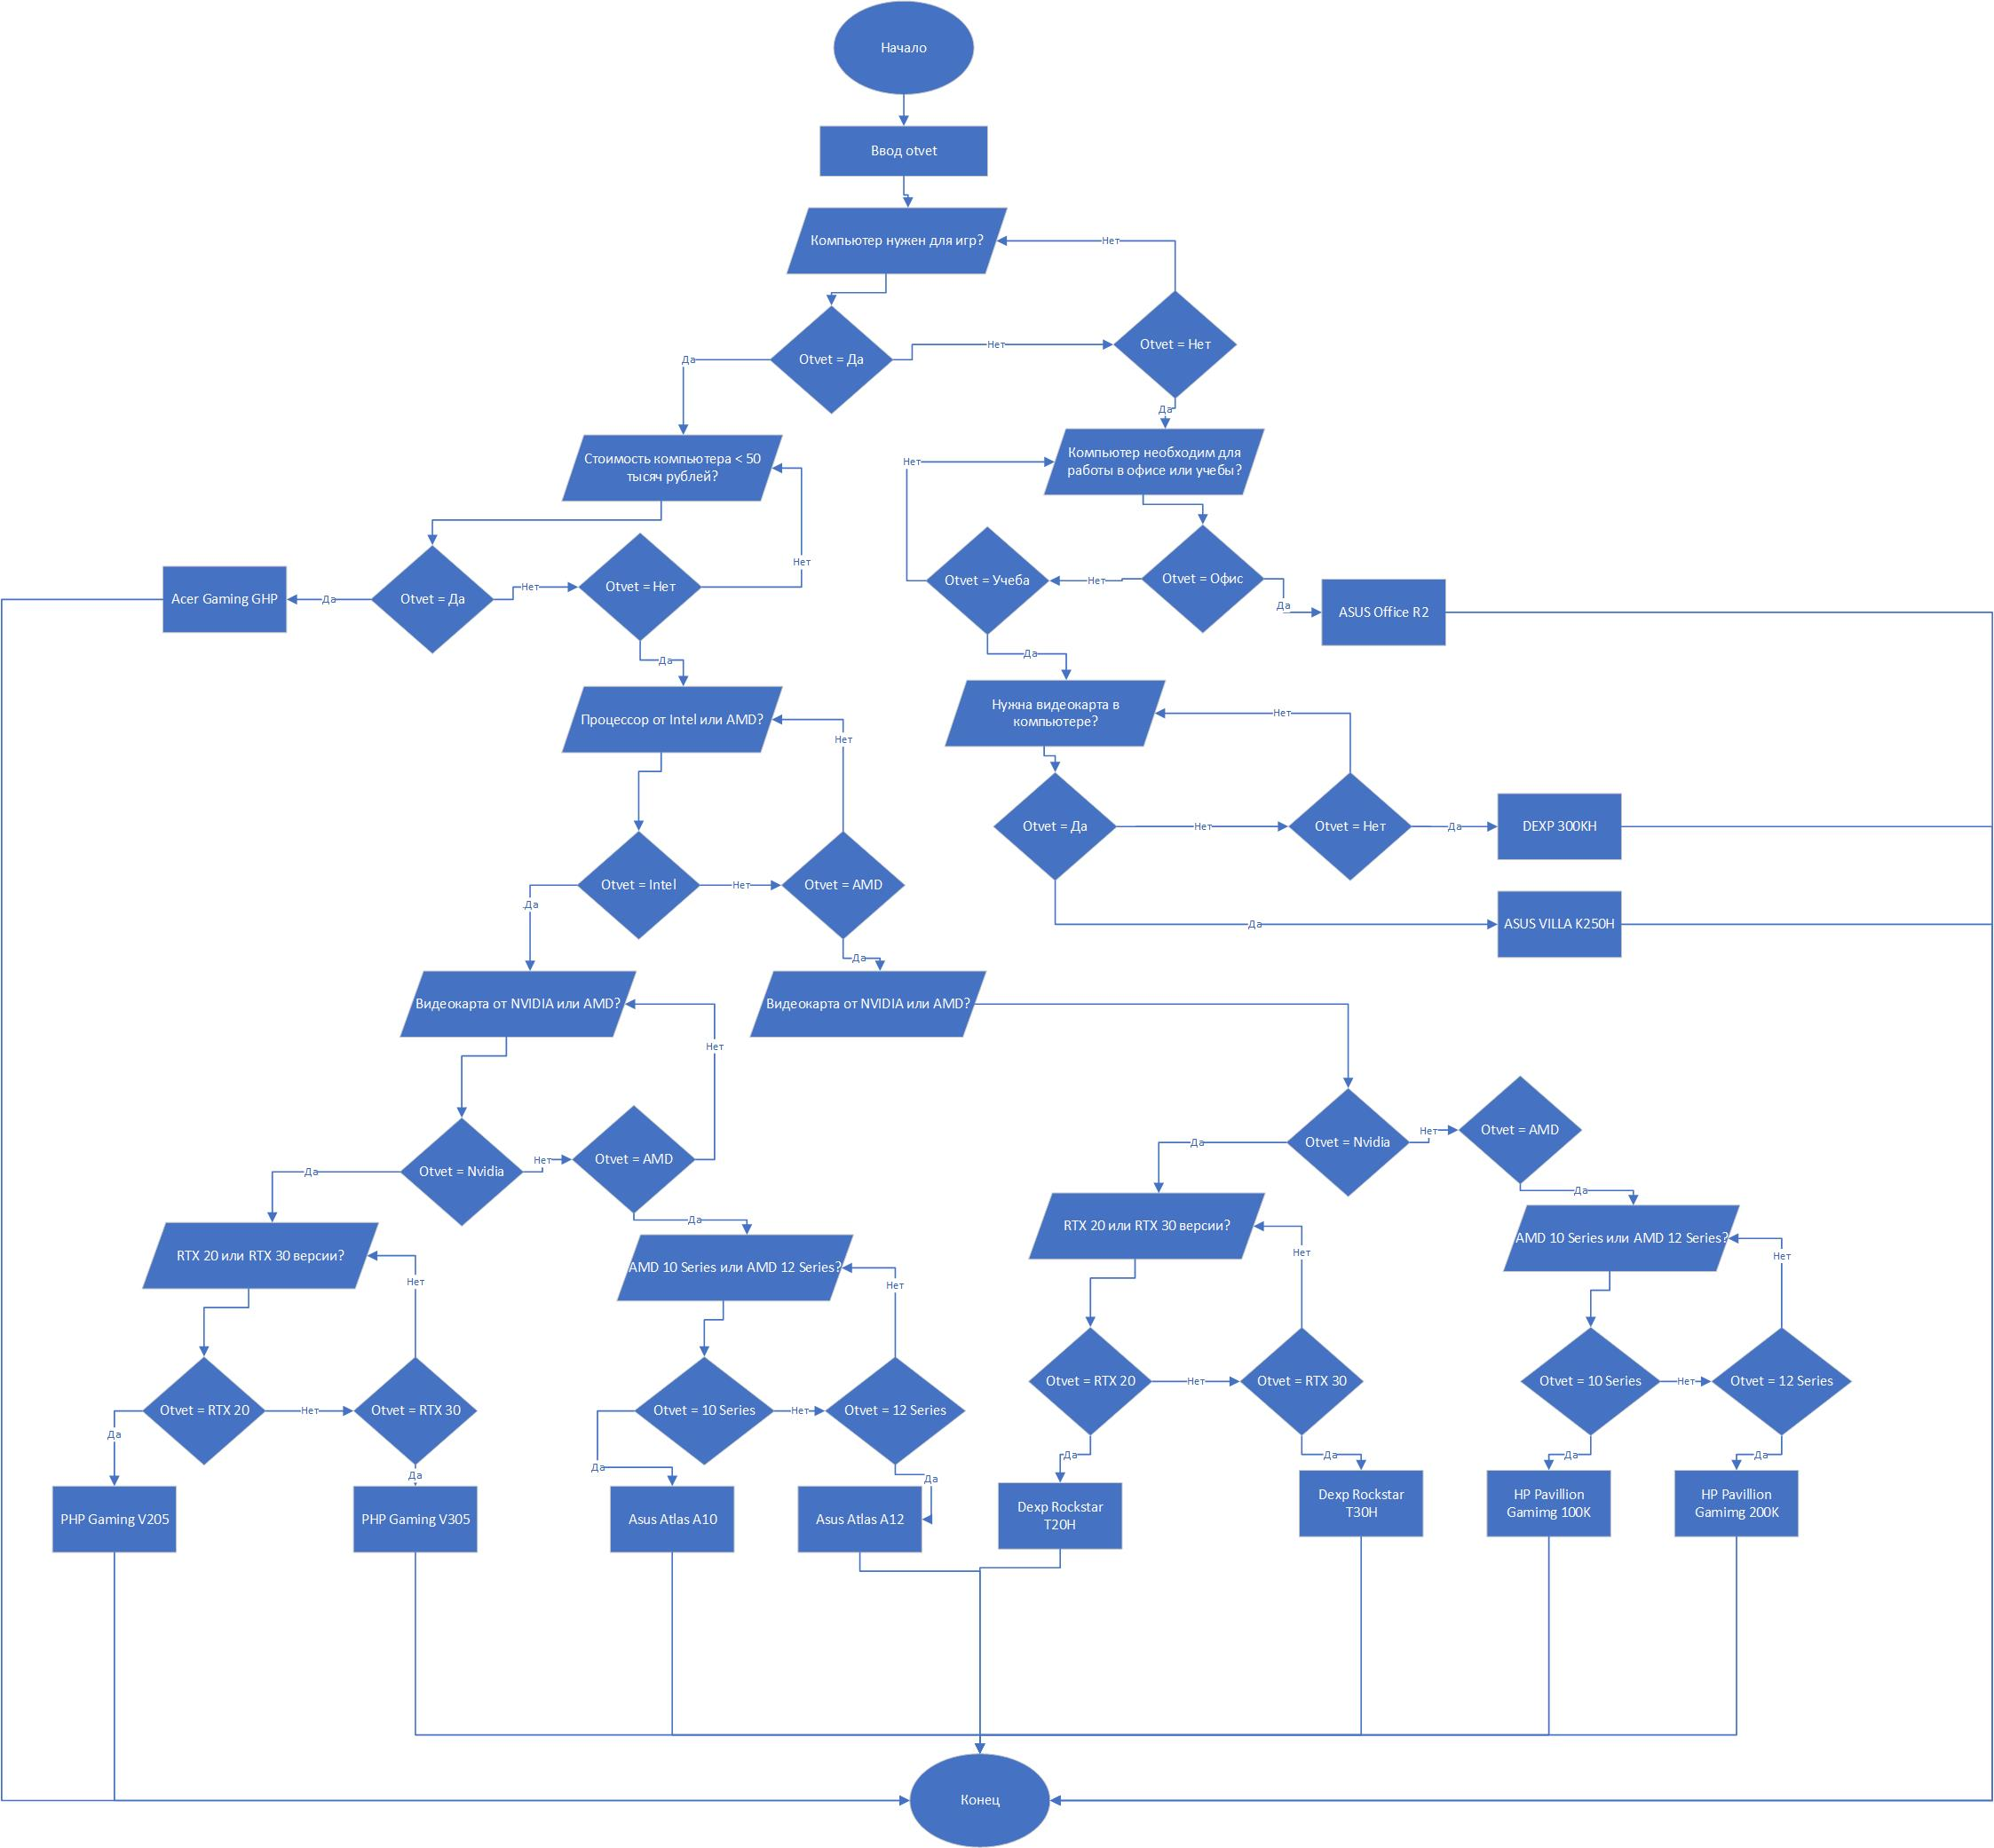 Начало
Ввод otvet
Компьютер нужен для игр?
Нет
Otvet = Да
Нет
Otvet = Нет
Да
Да
Стоимость компьютера < 50
тысяч рублей?
Компьютер необходим для
работы в офисе или учебы?
Нет
Нет
Acer Gaming GHP
Да
Otvet = Да
Нет
Otvet = Нет
Otvet = Учеба
Нет
Otvet = Офис
Да
ASUS Office R2
Да
Да
Процессор от Intel или AMD?
Нет
Нужна видеокарта в
компьютере?
Нет
Otvet = Да
Нет
Otvet = Нет
Да
DEXP 300KH
Otvet = Intel
Нет
Otvet = AMD
Да
Да
ASUS VILLA K250H
Да
Видеокарта от NVIDIA или AMD?
Нет
Видеокарта от NVIDIA или AMD?
Otvet = Nvidia
Нет
Otvet = AMD
Да
Otvet = Nvidia
Нет
Otvet = AMD
Да
Да
Да
Да
RTX 20 или RTX 30 версии?
Нет
AMD 10 Series или AMD 12 Series?
Нет
RTX 20 или RTX 30 версии?
Нет
AMD 10 Series или AMD 12 Series?
Нет
Otvet = RTX 20
Нет
Otvet = RTX 30
Otvet = 10 Series
Нет
Otvet = 12 Series
Otvet = RTX 20
Нет
Otvet = RTX 30
Otvet = 10 Series
Нет
Otvet = 12 Series
Да
Да
Да
Да
Да
Да
Да
Да
PHP Gaming V205
PHP Gaming V305
Asus Atlas A10
Asus Atlas A12
Dexp Rockstar
T20H
Dexp Rockstar
T30H
HP Pavillion
Gamimg 100K
HP Pavillion
Gamimg 200K
Конец